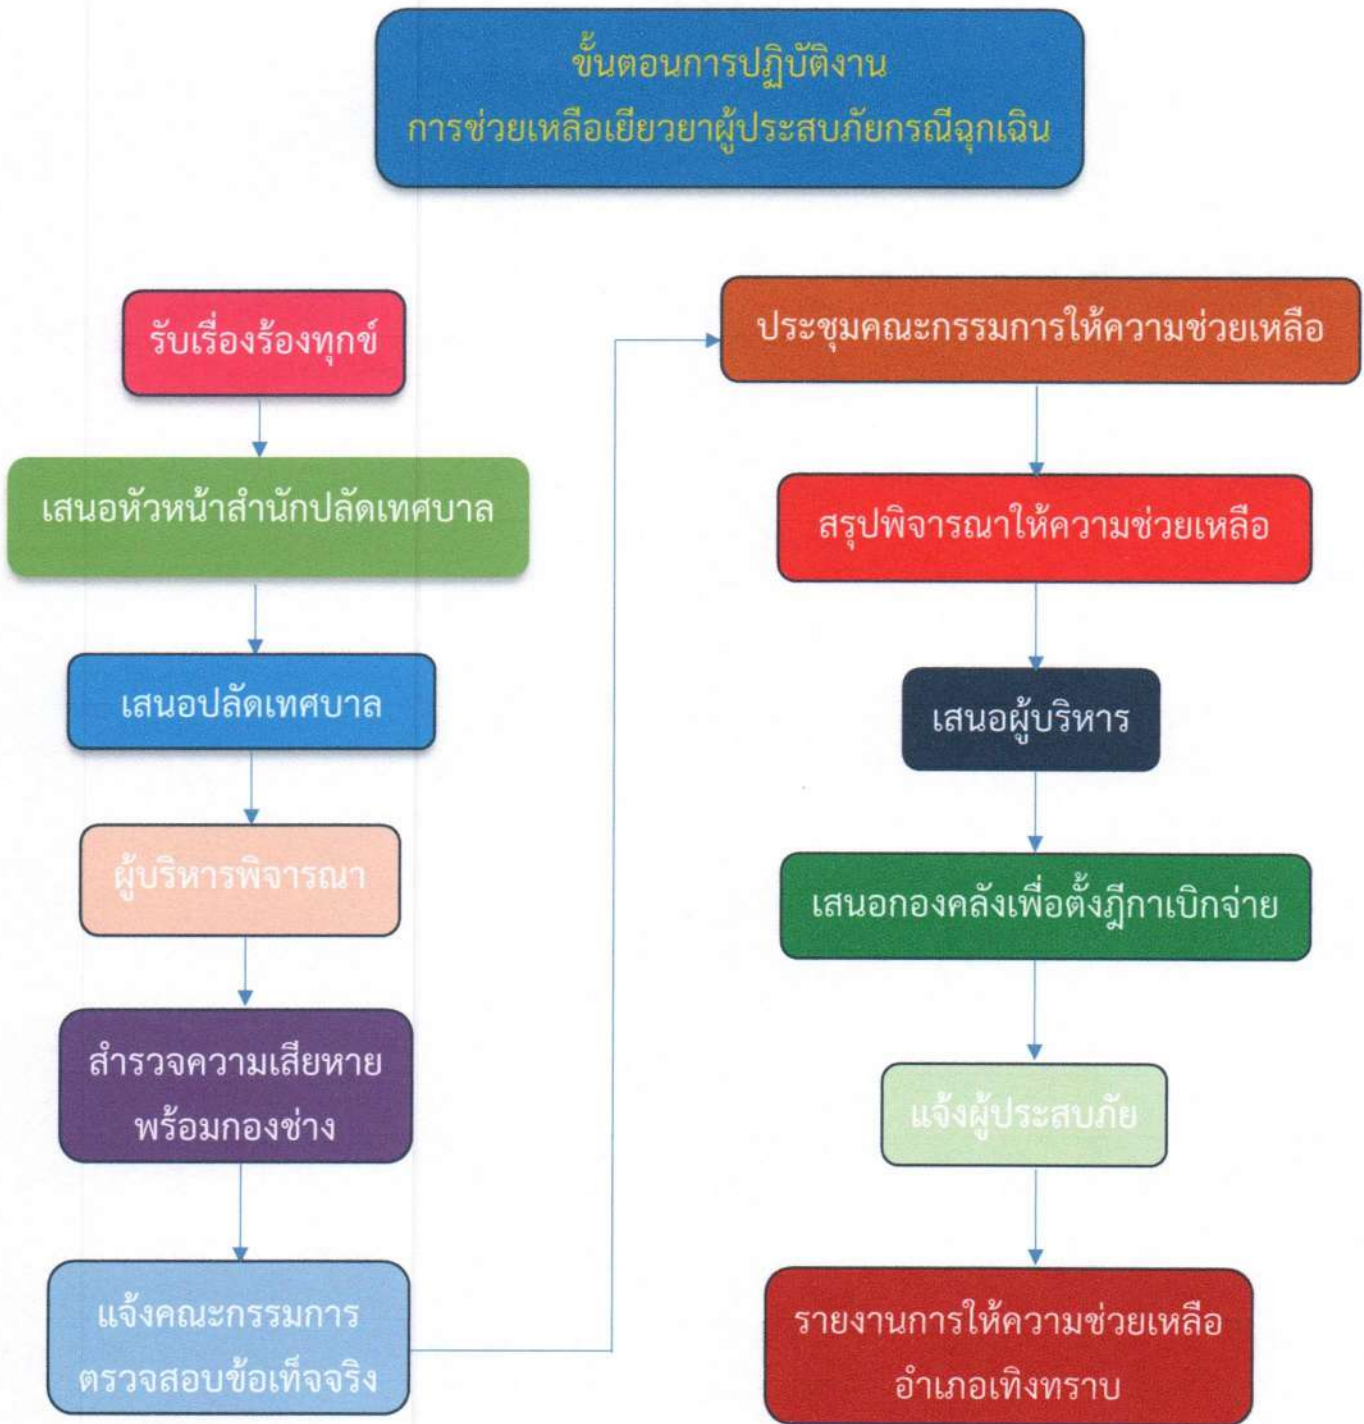 ขั้นตอนการปฏิบัติงาน
การช่วยเหลือเยียวยาผู้ประสบภัยกรณีฉุกเฉิน
รับเรื่องร้องทุกข์
เสนอหัวหน้าสำนักปลัดเทศบาล
เสนอปลัดเทศบาล
ผู้บริหารพิจารณา
สำรวจความเสียหาย
พร้อมกองช่าง
แจ้งคณะกรรมการ
ตรวจสอบข้อเท็จจริง
ประชุมคณะกรรมการให้ความช่วยเหลือ
สรุปพิจารณาให้ความช่วยเหลือ
เสนอผู้บริหาร
เสนอกองคลังเพื่อตั้งฎีกาเบิกจ่าย
แจ้งผู้ประสบภัย
รายงานการให้ความช่วยเหลือ
อำเภอเทิงทราบ